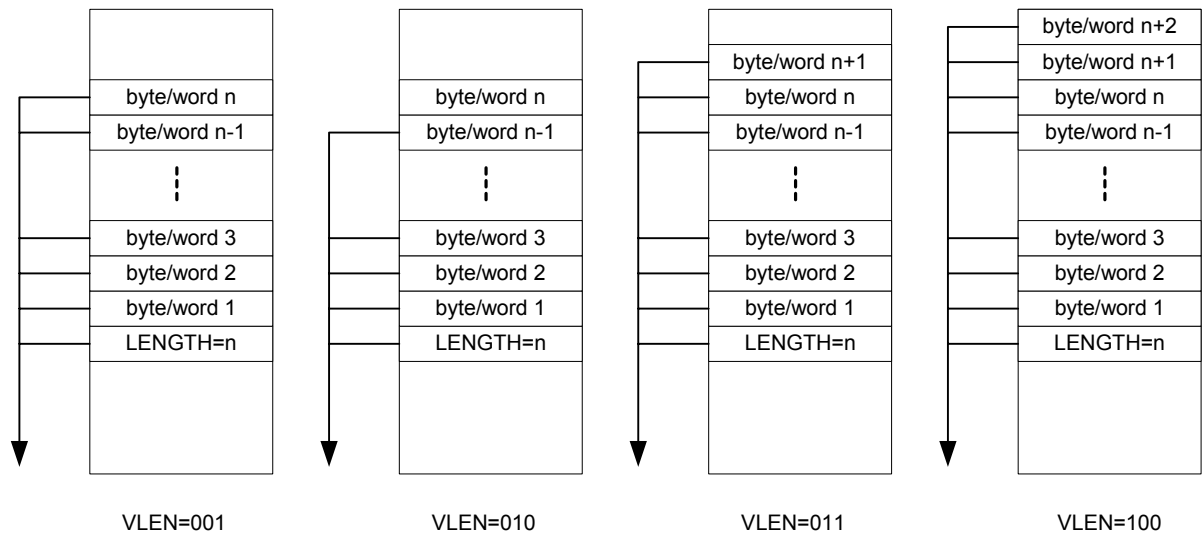 byte/word n
byte/word n-1
byte/word 3
byte/word 2
byte/word 1
LENGTH=n
VLEN=001
byte/word n
byte/word n-1
byte/word 3
byte/word 2
byte/word 1
LENGTH=n
VLEN=010
byte/word n+1
byte/word n
byte/word n-1
byte/word 3
byte/word 2
byte/word 1
LENGTH=n
VLEN=011
byte/word n+2
byte/word n+1
byte/word n
byte/word n-1
byte/word 3
byte/word 2
byte/word 1
LENGTH=n
VLEN=100